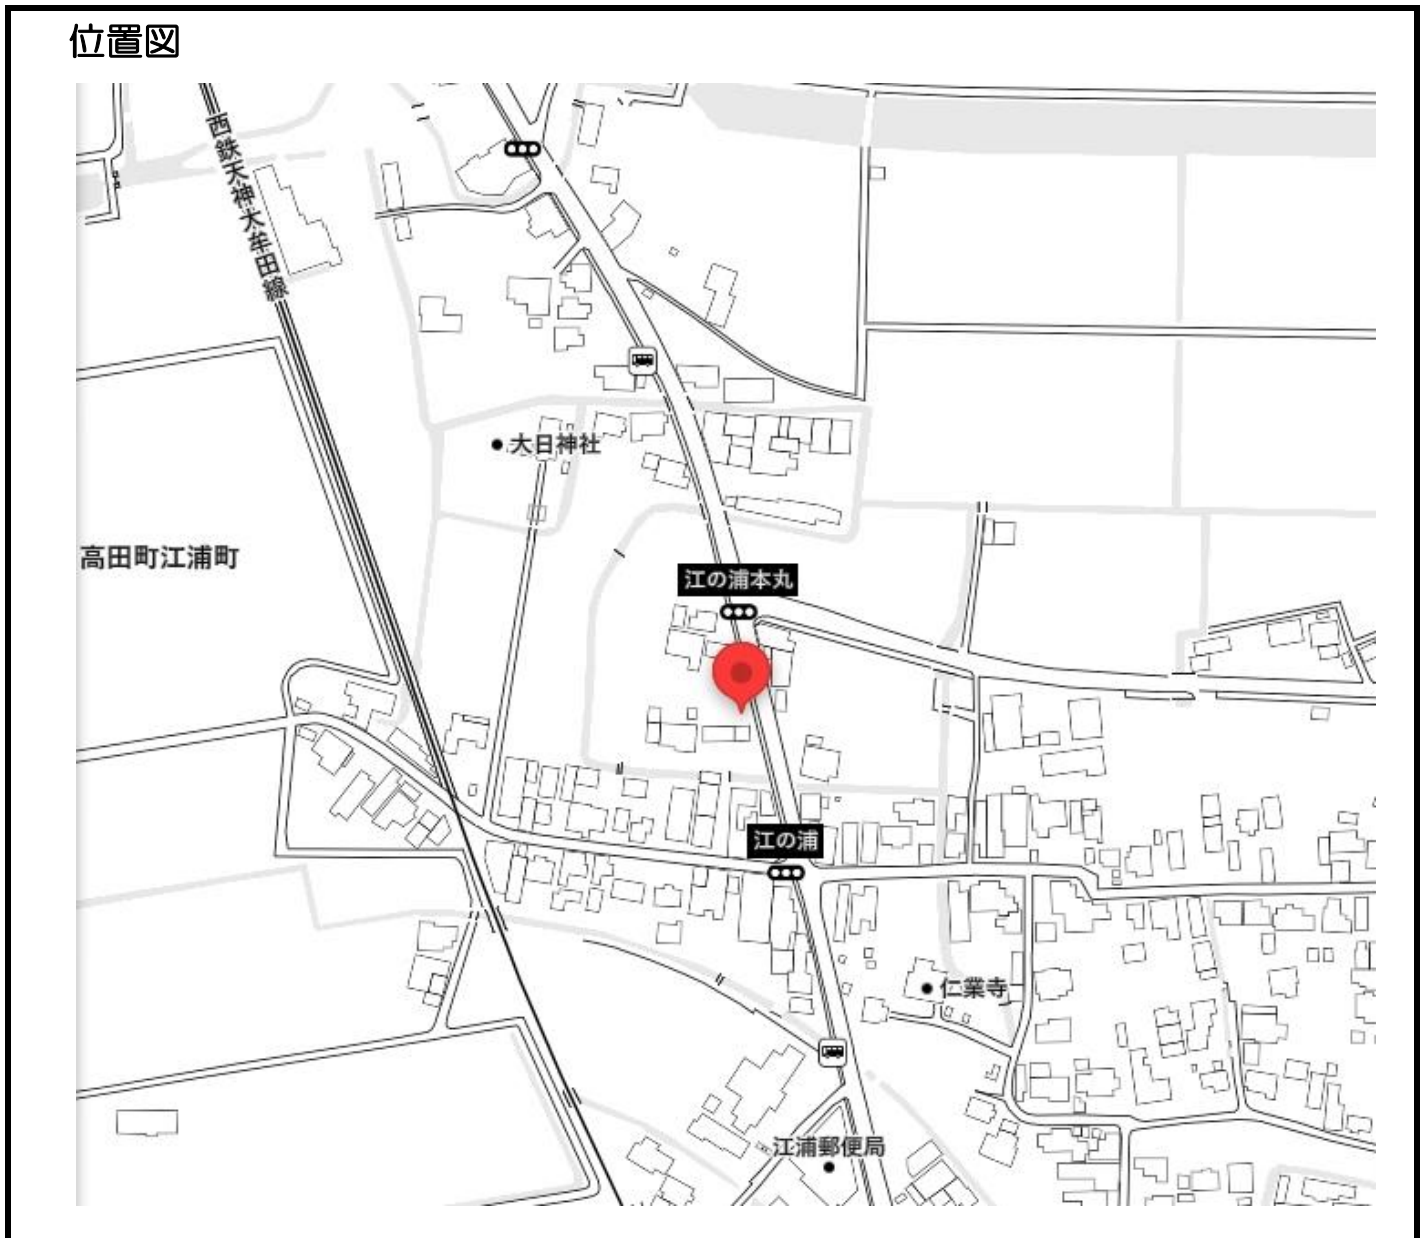 位置図
西鉄天神大牟田線
大日神社
高田町江浦町
江の浦本丸
江の浦
仁業寺
江浦郵便局